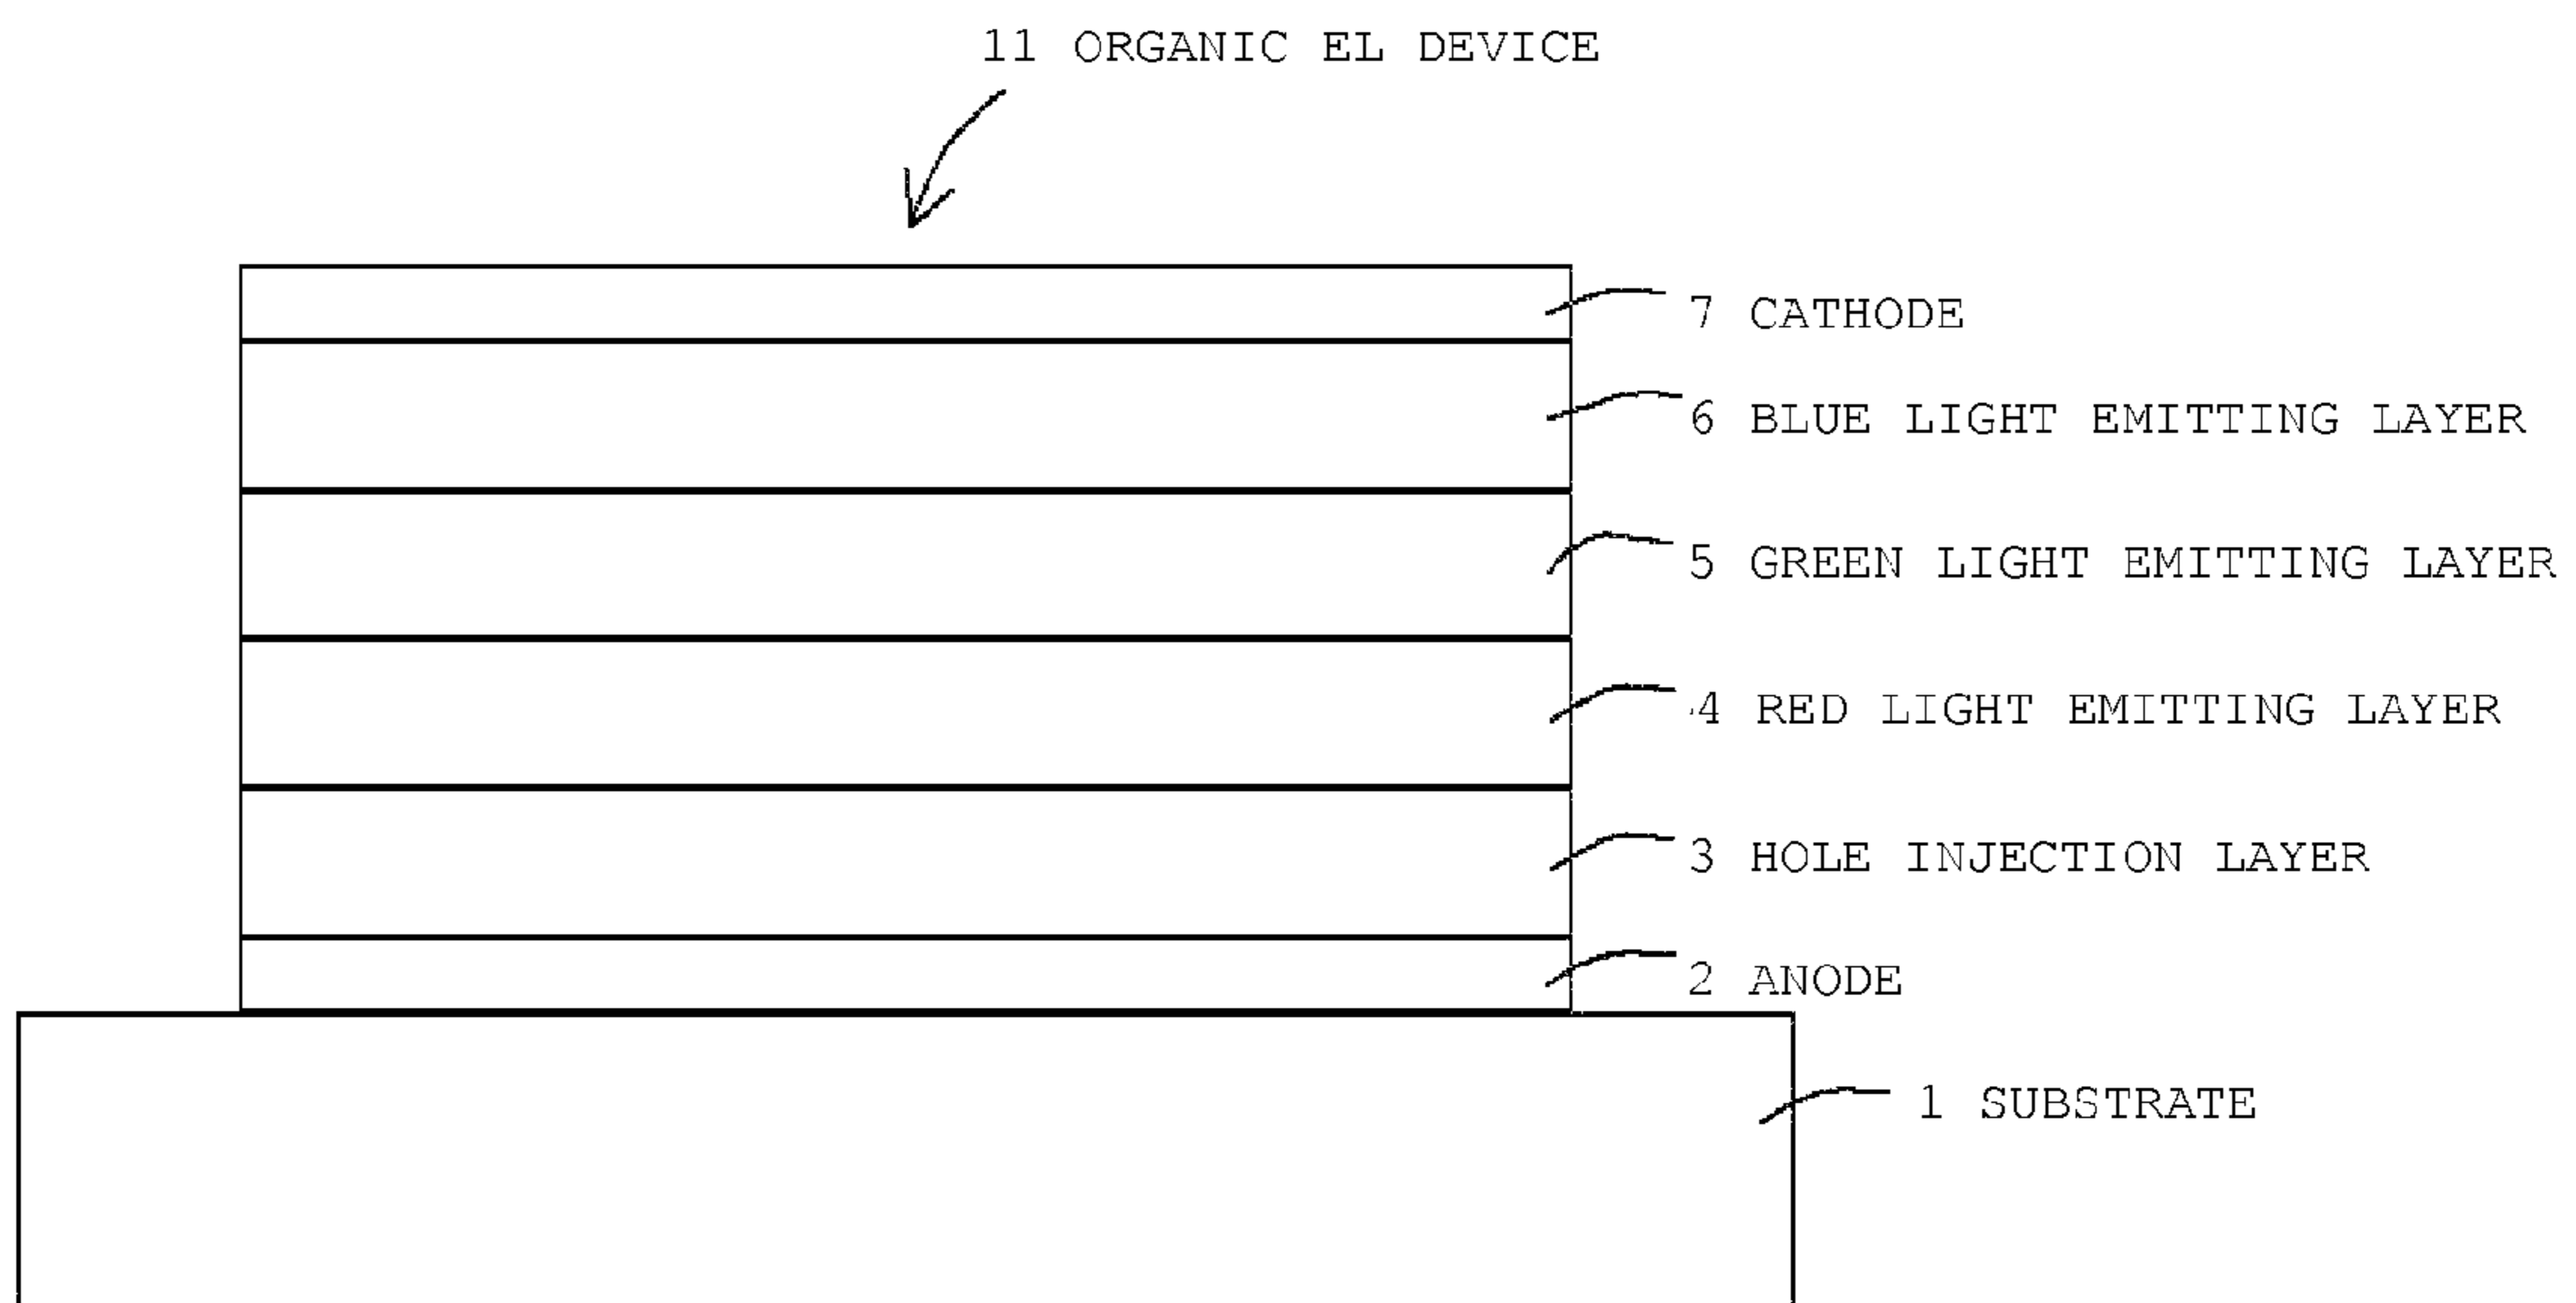 11 ORGANIC EL DEVICE
7 CATHODE
6 BLUE LIGHT EMITTING LAYER
5 GREEN LIGHT EMITTING LAYER
4 RED LIGHT EMITTING LAYER
3 HOLE INJECTION LAYER
2 ANODE
1 SUBSTRATE